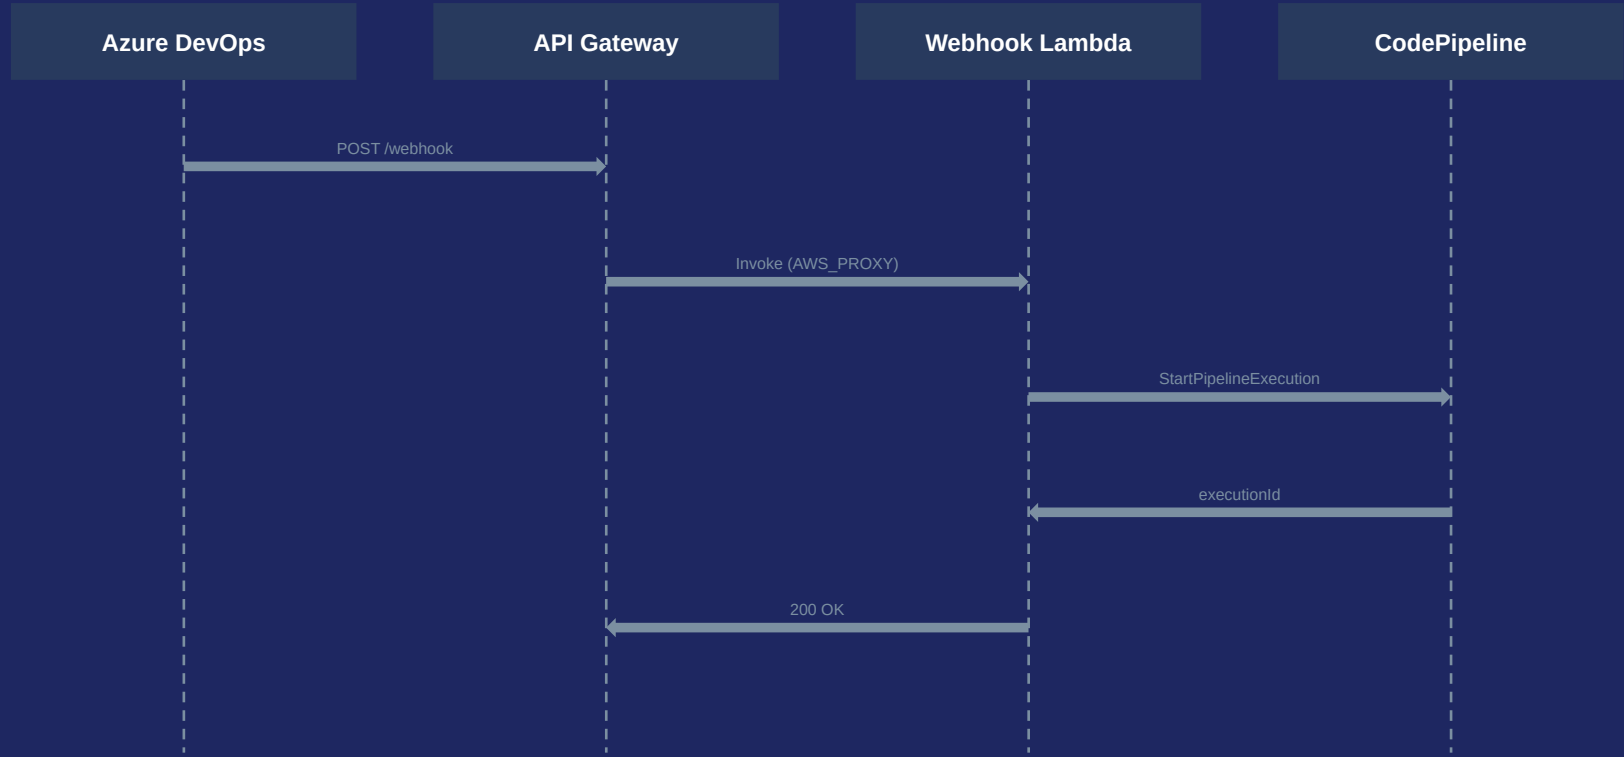 Azure DevOps
API Gateway
Webhook Lambda
CodePipeline
POST /webhook
Invoke (AWS_PROXY)
StartPipelineExecution
executionId
200 OK